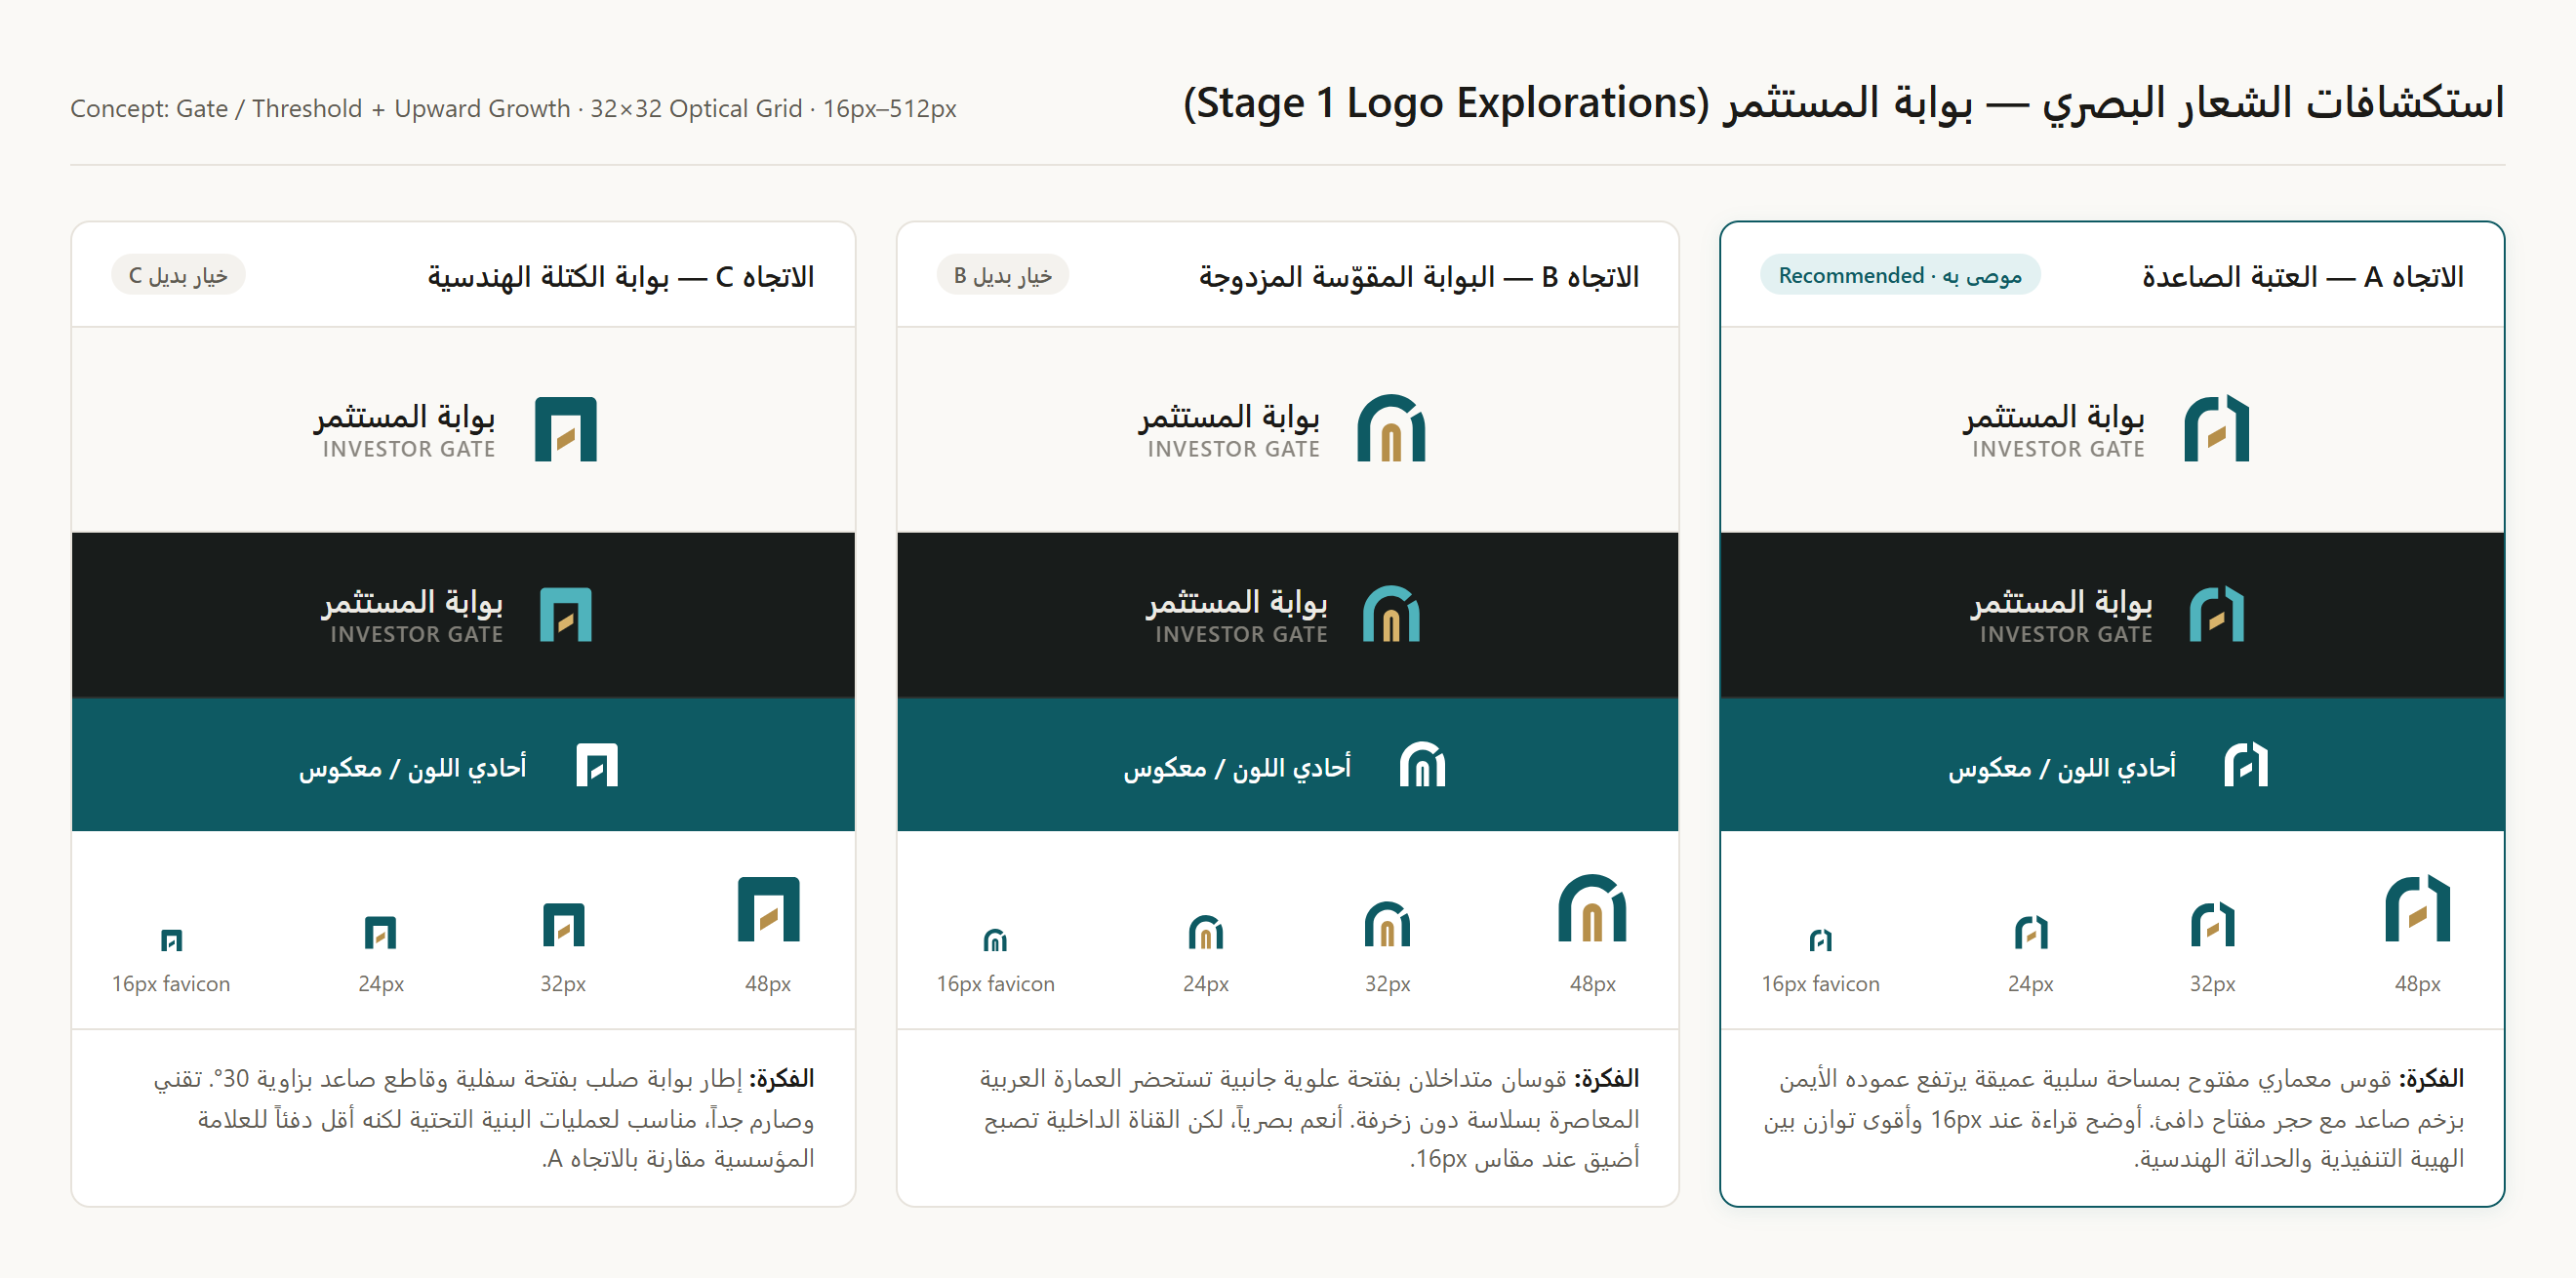 استكشافات الشعار البصري — بوابة المستثمر (Stage 1 Logo Explorations)
Concept: Gate / Threshold + Upward Growth · 32×32 Optical Grid · 16px–512px
الاتجاه A — العتبة الصاعدة
موصى به · Recommended
بوابة المستثمر
INVESTOR GATE
بوابة المستثمر
INVESTOR GATE
أحادي اللون / معكوس
48px
32px
24px
16px favicon
الفكرة: قوس معماري مفتوح بمساحة سلبية عميقة يرتفع عموده الأيمن
بزخم صاعد مع حجر مفتاح دافئ. أوضح قراءة عند 16px وأقوى توازن بين
الهيبة التنفيذية والحداثة الهندسية.
الاتجاه B — البوابة المقوّسة المزدوجة
خيار بديل B
بوابة المستثمر
INVESTOR GATE
بوابة المستثمر
INVESTOR GATE
أحادي اللون / معكوس
48px
32px
24px
16px favicon
الفكرة: قوسان متداخلان بفتحة علوية جانبية تستحضر العمارة العربية
المعاصرة بسلاسة دون زخرفة. أنعم بصرياً، لكن القناة الداخلية تصبح
أضيق عند مقاس 16px.
الاتجاه C — بوابة الكتلة الهندسية
خيار بديل C
بوابة المستثمر
INVESTOR GATE
بوابة المستثمر
INVESTOR GATE
أحادي اللون / معكوس
48px
32px
24px
16px favicon
الفكرة: إطار بوابة صلب بفتحة سفلية وقاطع صاعد بزاوية 30°. تقني
وصارم جداً، مناسب لعمليات البنية التحتية لكنه أقل دفئاً للعلامة
المؤسسية مقارنة بالاتجاه A.